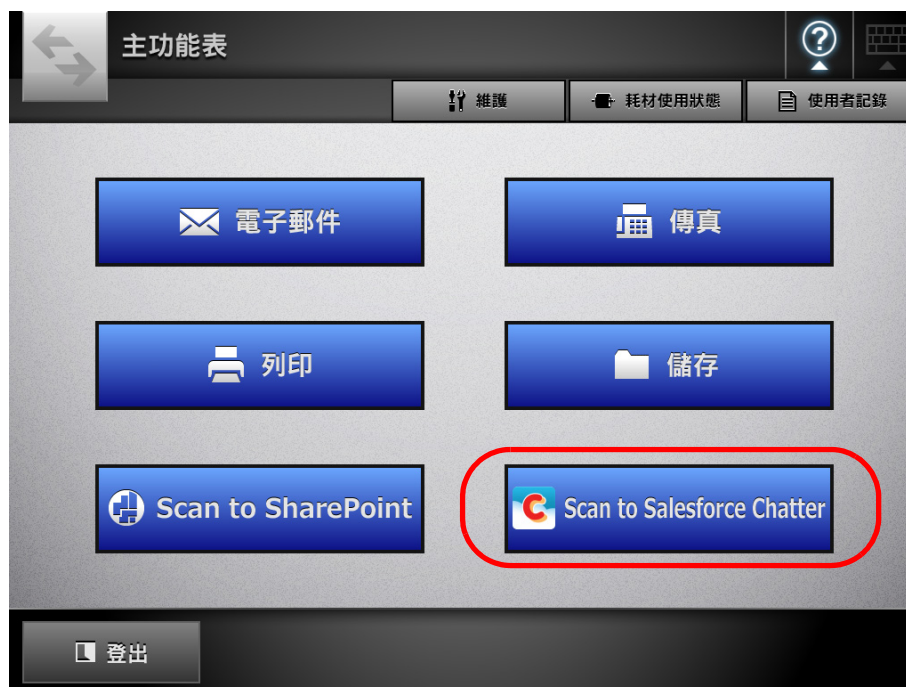 主功能表
維護
耗材使用狀態
使用者記錄
電子郵件
傳真
列印
儲存
Scan to SharePoint
Scan to Salesforce Chatter
登出